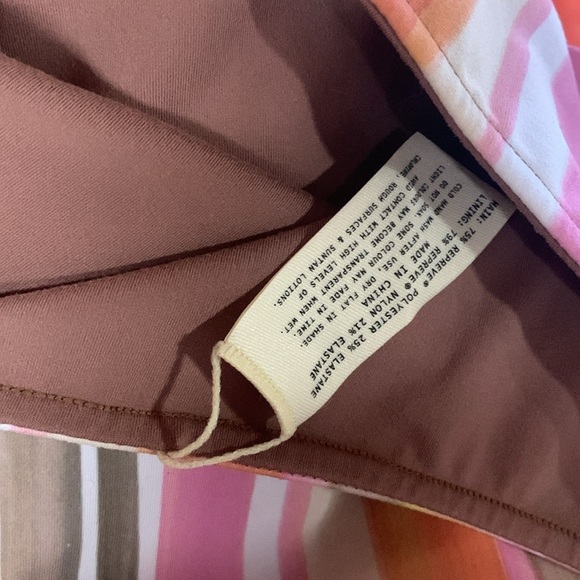 MAIN: 75% REPREVE® POLYESTER 25% ELASTANE
LINING: 79% REPREVE® NYLON 21% ELASTANE
MADE IN CHINA
COLD HAND WASH AFTER USE, DRY FLAT IN SHADE.
DO NOT SOAK. SOME COLOUR MAY FADE IN TIME.
LIGHT COLOURS MAY BECOME TRANSPARENT WHEN WET.
AVOID CONTACT WITH HIGH LEVELS OF
CHLORINE, ROUGH SURFACES & SUNTAN LOTIONS.